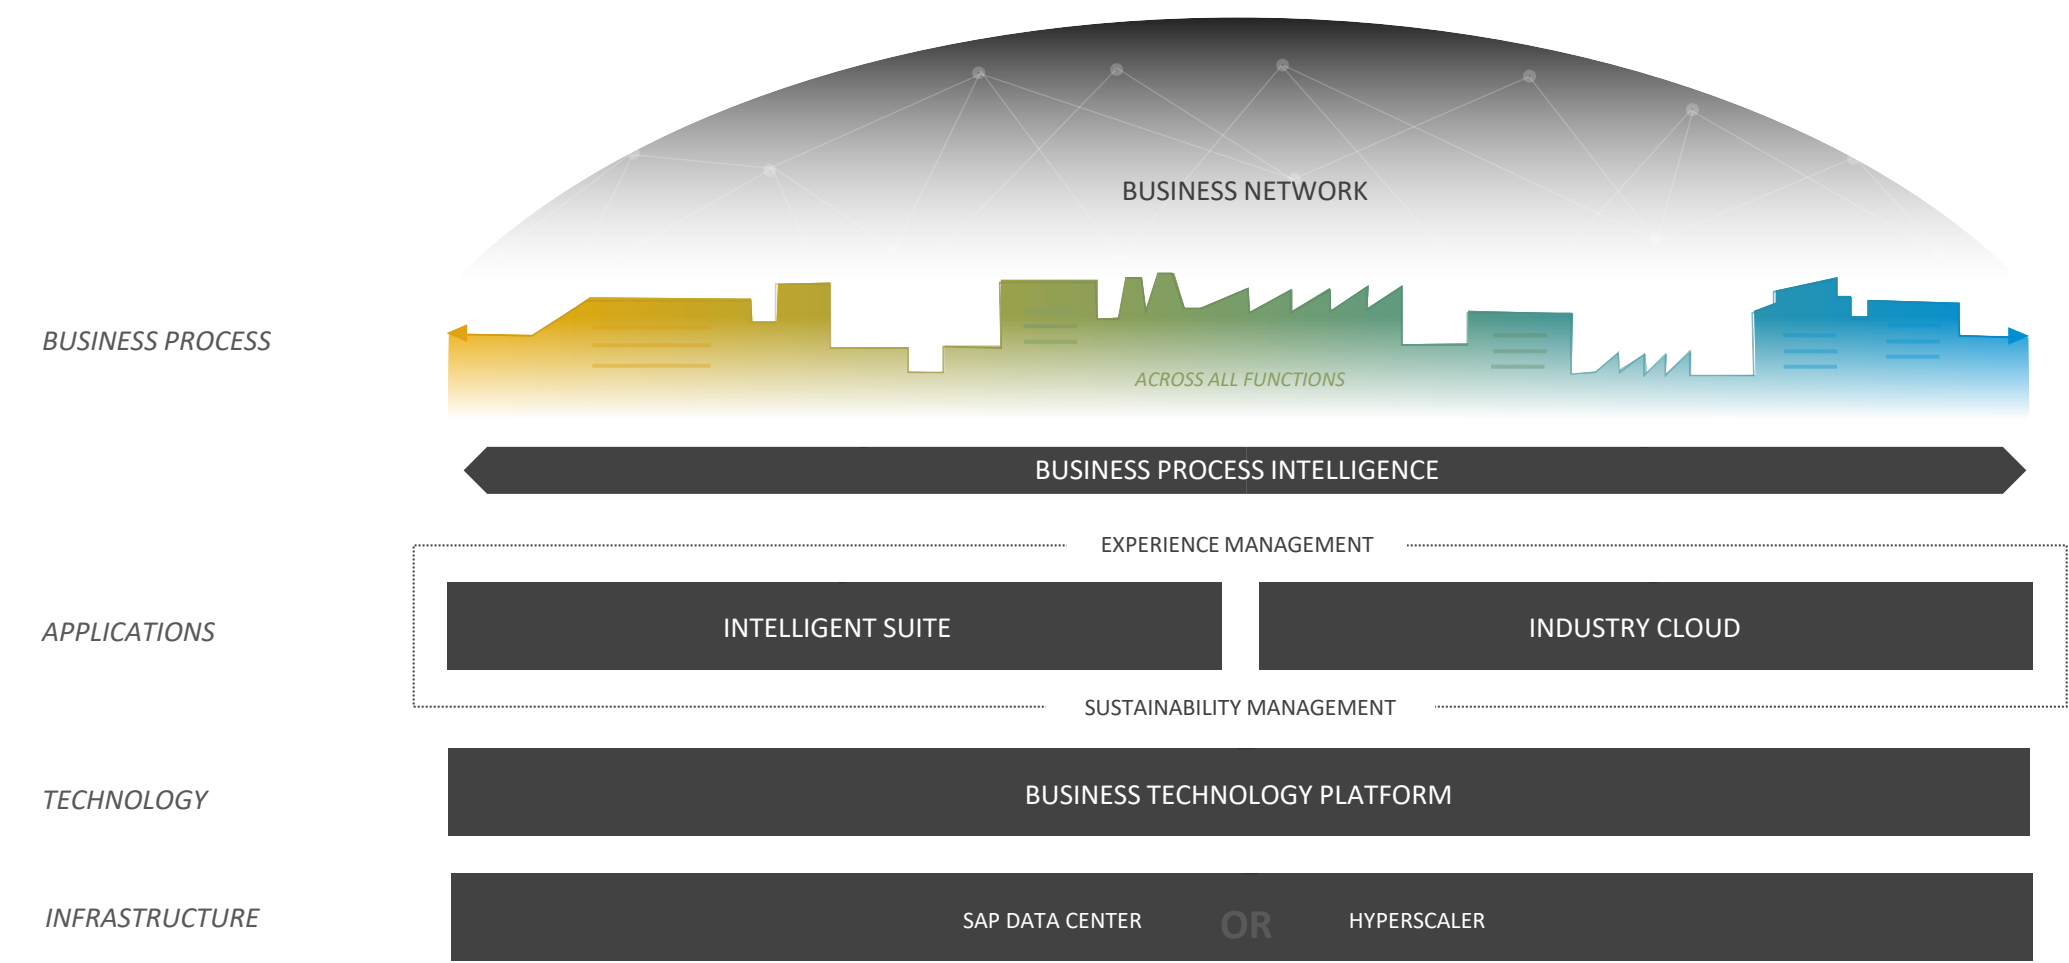 BUSINESS NETWORK
BUSINESS PROCESS
ACROSS ALL FUNCTIONS
BUSINESS PROCESS INTELLIGENCE
EXPERIENCE MANAGEMENT
APPLICATIONS
INTELLIGENT SUITE
INDUSTRY CLOUD
SUSTAINABILITY MANAGEMENT
TECHNOLOGY
BUSINESS TECHNOLOGY PLATFORM
INFRASTRUCTURE
SAP DATA CENTER OR HYPERSCALER